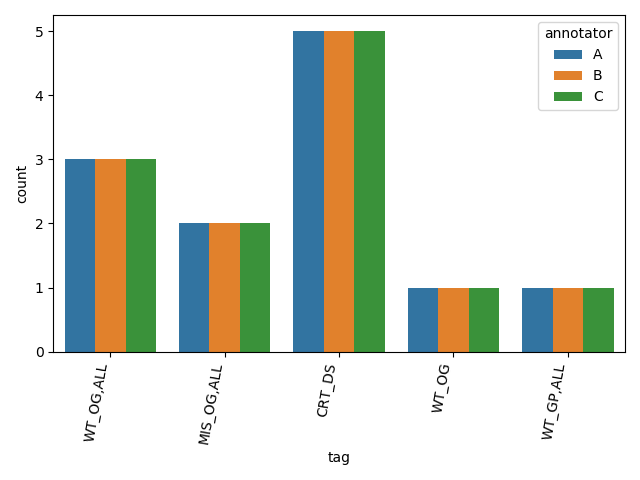 annotator
A
B
C
count
5
4
3
2
1
0
WT_OG,ALL
MIS_OG,ALL
CRT_DS
WT_OG
WT_GP,ALL
tag